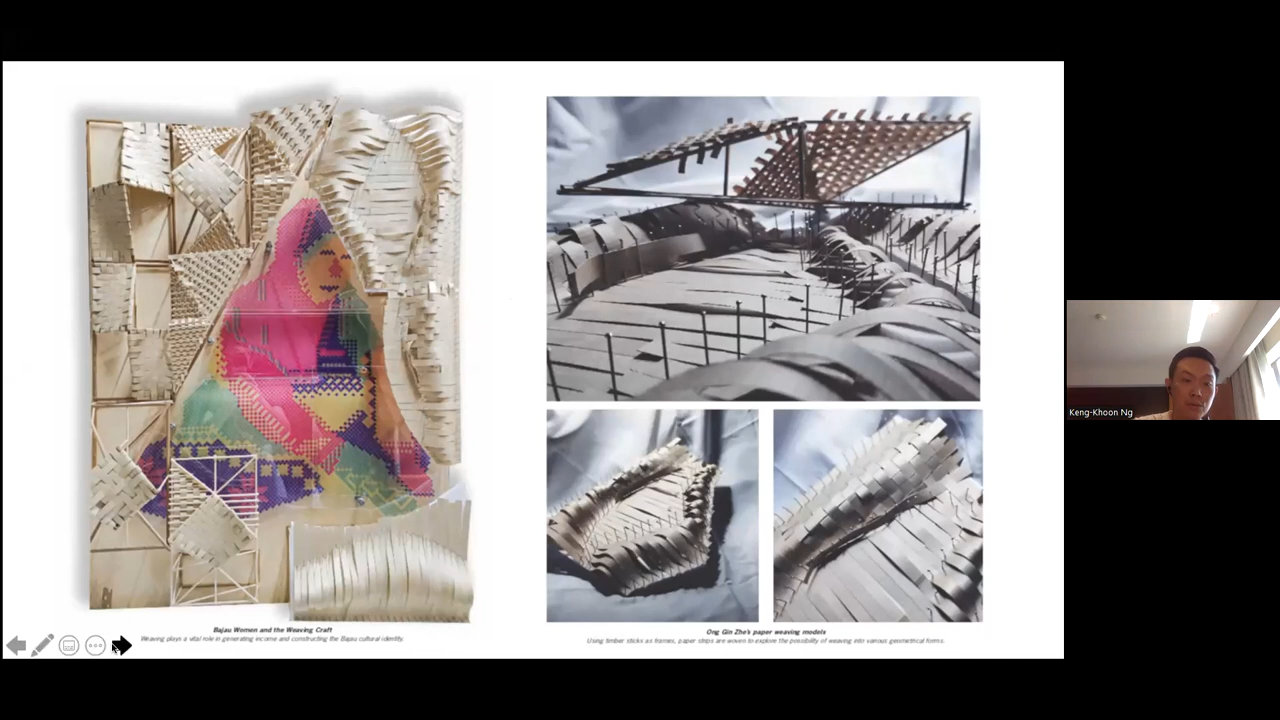 Bajau Women and the Weaving Craft
Weaving plays a vital role in generating income and constructing the Bajau cultural identity.
Ong Gin Zhe's paper weaving models
Using timber sticks as frames, paper strips are woven to explore the possibility of weaving into various geometrical forms.
Keng-Khoon Ng